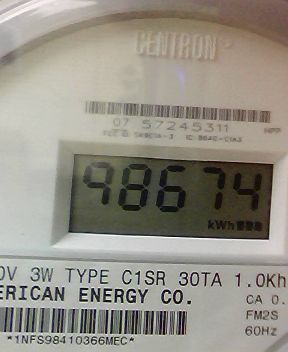 CENTRON
07 57245311 HPP
98674
kWh
0V 3W TYPE C1SR 30TA 1.0Kh
ERICAN ENERGY CO.
CA 0.
FM2S
60Hz
*1NFS98410366MEC*